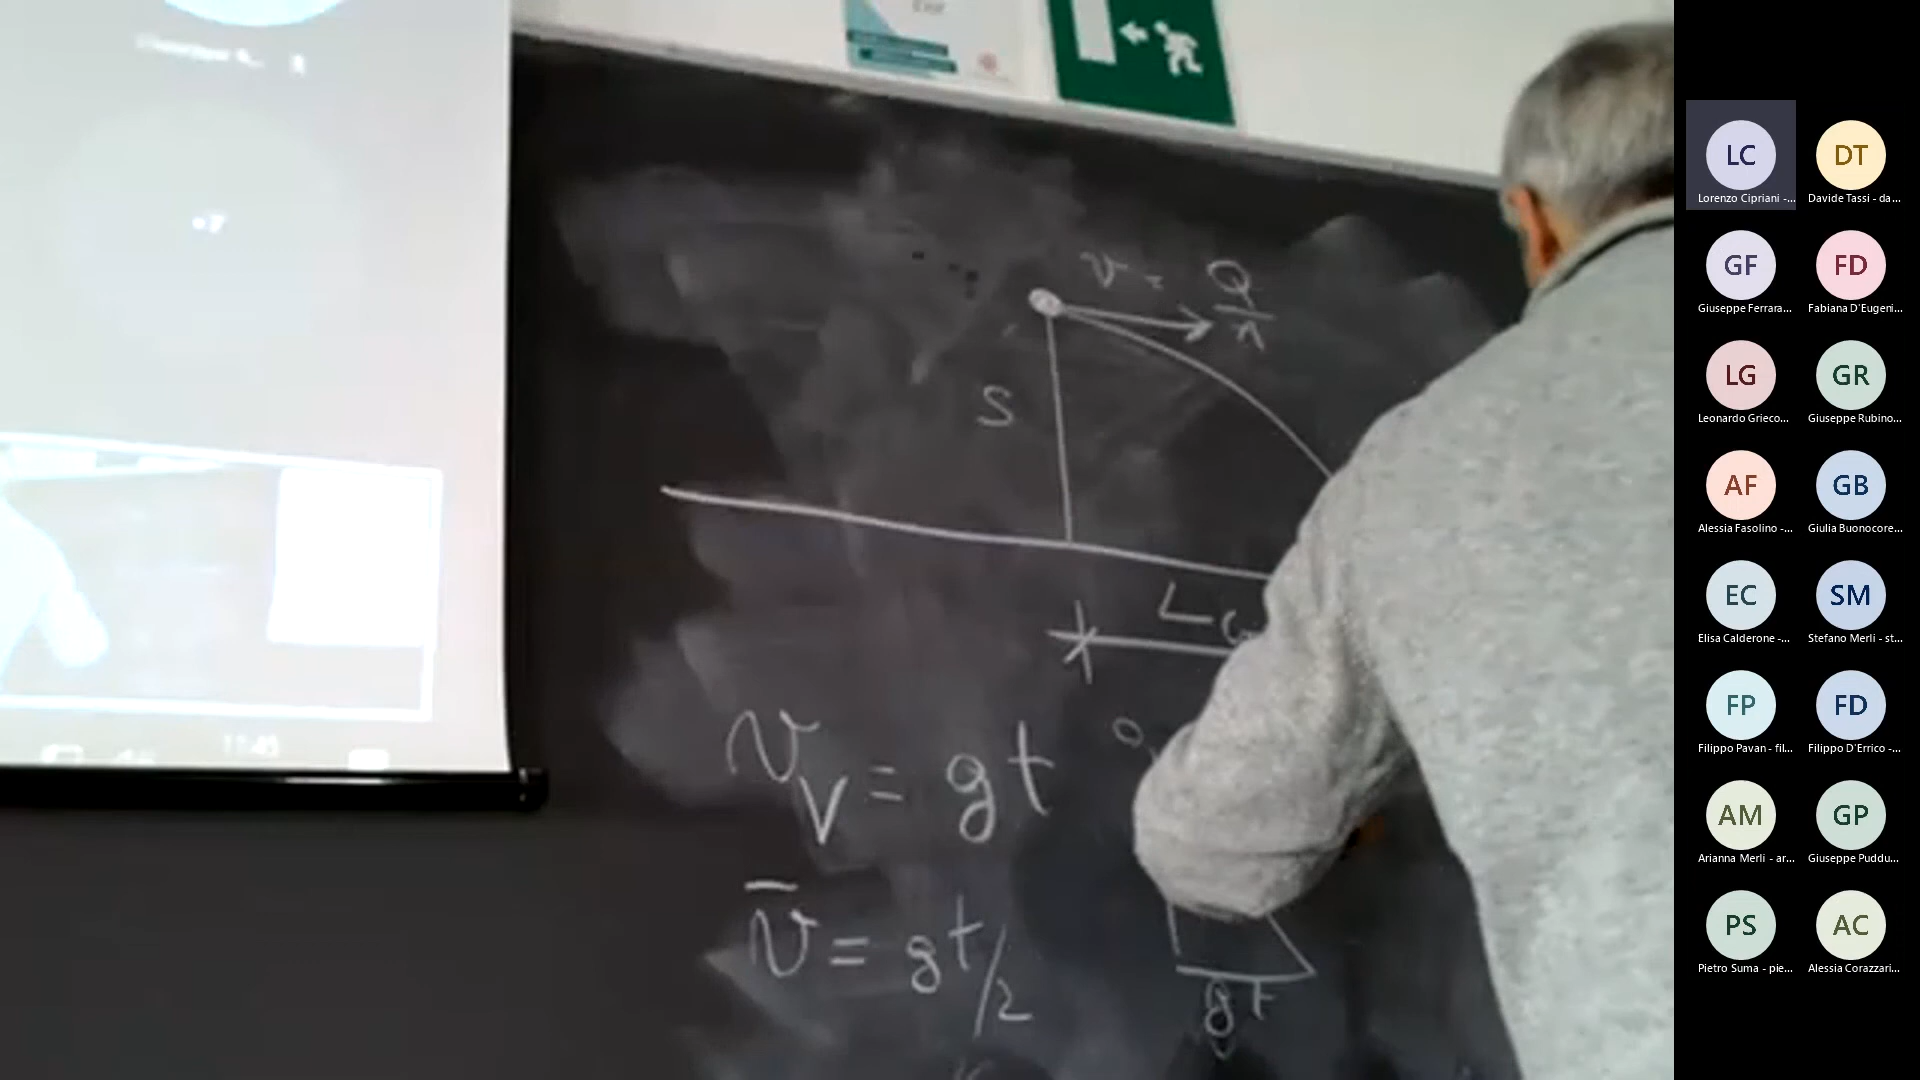 v = Q/A
S
L
v_V = gt
v̄ = gt/2
gt
11:45
LC
Lorenzo Cipriani -...
DT
Davide Tassi - da...
GF
Giuseppe Ferrara...
FD
Fabiana D'Eugeni...
LG
Leonardo Grieco...
GR
Giuseppe Rubino...
AF
Alessia Fasolino -...
GB
Giulia Buonocore...
EC
Elisa Calderone -...
SM
Stefano Merli - st...
FP
Filippo Pavan - fil...
FD
Filippo D'Errico -...
AM
Arianna Merli - ar...
GP
Giuseppe Puddu...
PS
Pietro Suma - pie...
AC
Alessia Corazzari...